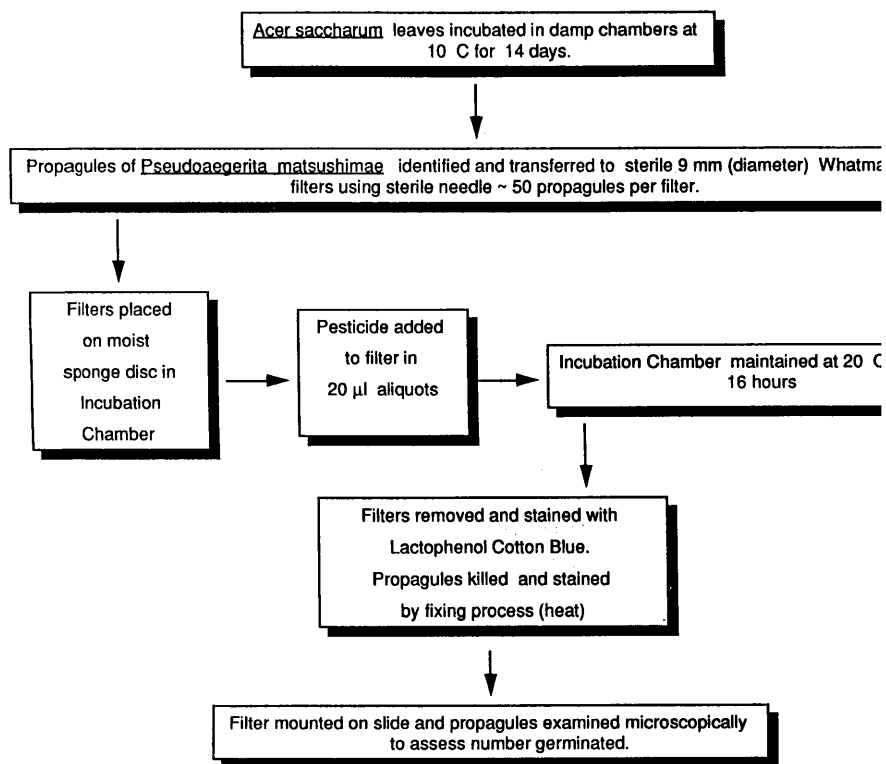 Acer saccharum leaves incubated in damp chambers at
10 C for 14 days.
Propagules of Pseudoaegerita matsushimae identified and transferred to sterile 9 mm (diameter)
filters using sterile needle ~ 50 propagules per filter.
Filters placed
on moist
sponge disc in
Incubation
Chamber
Pesticide added
to filter in
20 µl aliquots
Incubation Chamber maintained at 20
16 hours
Filters removed and stained with
Lactophenol Cotton Blue.
Propagules killed and stained
by fixing process (heat)
Filter mounted on slide and propagules examined microscopically
to assess number germinated.